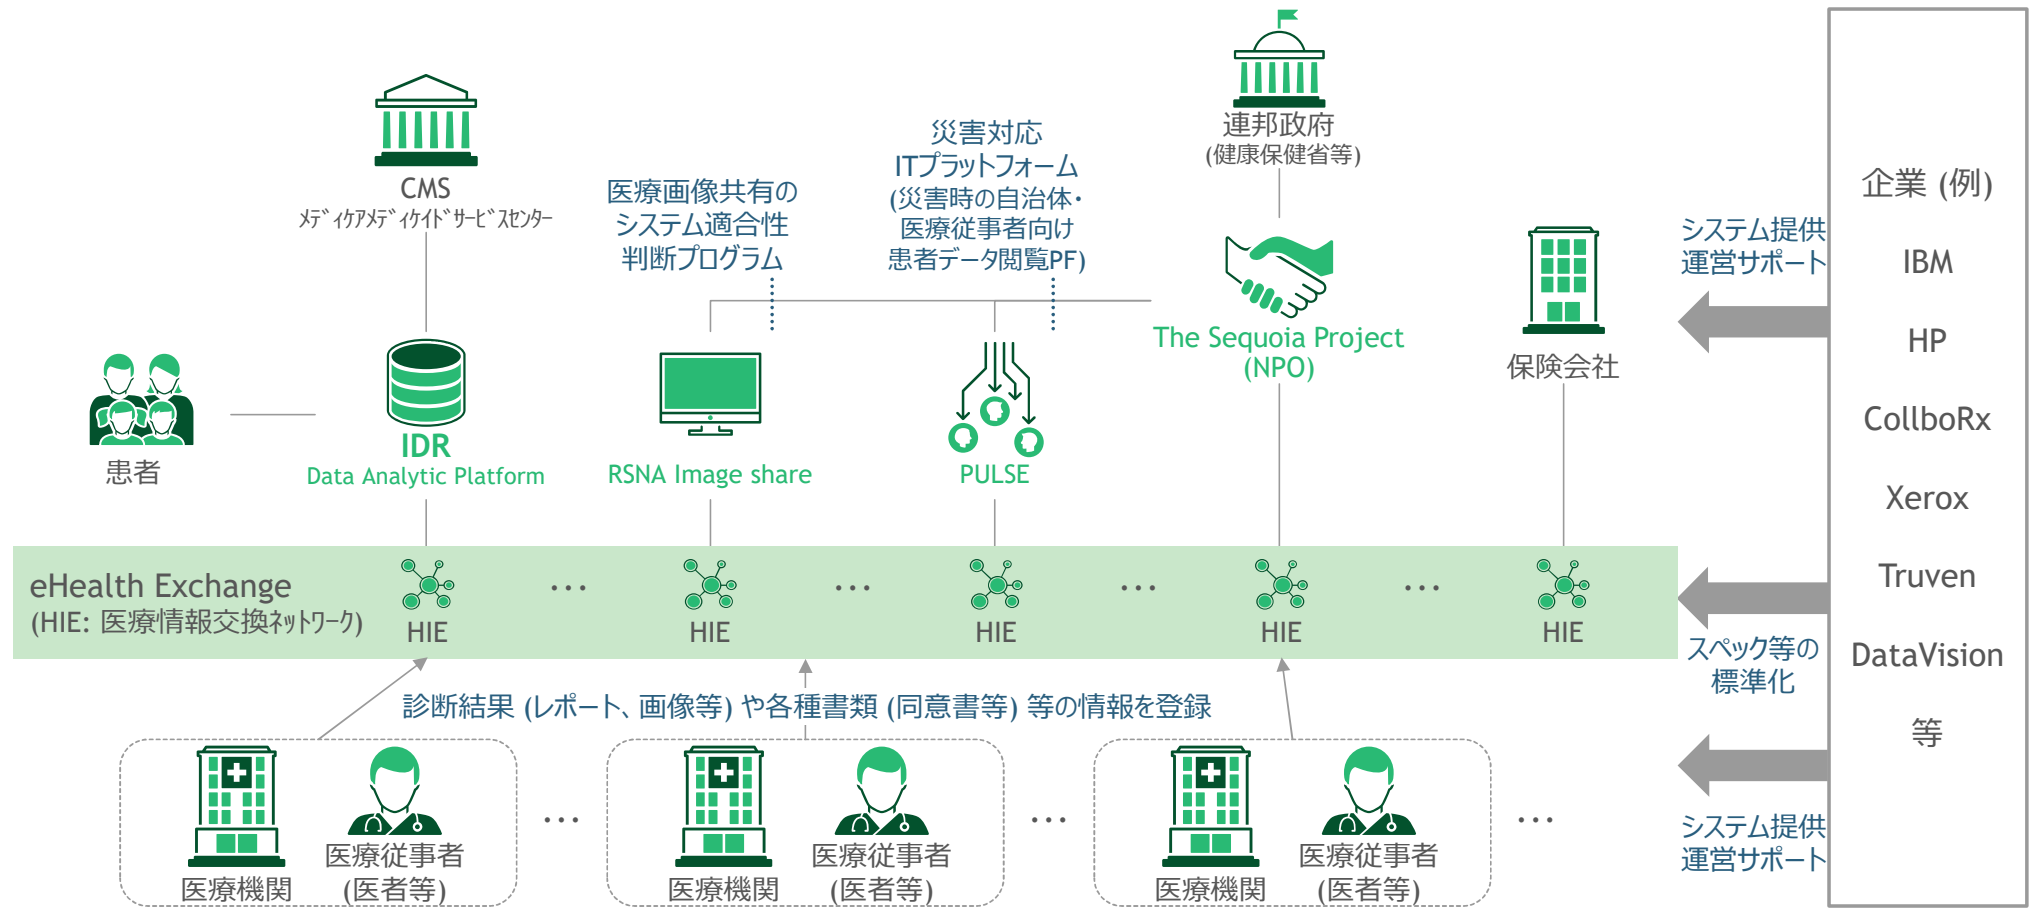 連邦政府
(健康保健省等)
CMS
ﾒﾃﾞｨｹｱﾒﾃﾞｨｹｲﾄﾞｻｰﾋﾞｽｾﾝﾀｰ
医療画像共有の
システム適合性
判断プログラム
災害対応
ITプラットフォーム
(災害時の自治体・
医療従事者向け
患者データ閲覧PF)
The Sequoia Project
(NPO)
保険会社
患者
IDR
Data Analytic Platform
RSNA Image share
PULSE
eHealth Exchange
(HIE: 医療情報交換ﾈｯﾄﾜｰｸ)
HIE
…
HIE
…
HIE
…
HIE
…
HIE
診断結果 (レポート、画像等) や各種書類 (同意書等) 等の情報を登録
医療機関
医療従事者
(医者等)
…
医療機関
医療従事者
(医者等)
…
医療機関
医療従事者
(医者等)
…
システム提供
運営サポート
スペック等の
標準化
システム提供
運営サポート
企業 (例)
IBM
HP
CollboRx
Xerox
Truven
DataVision
等